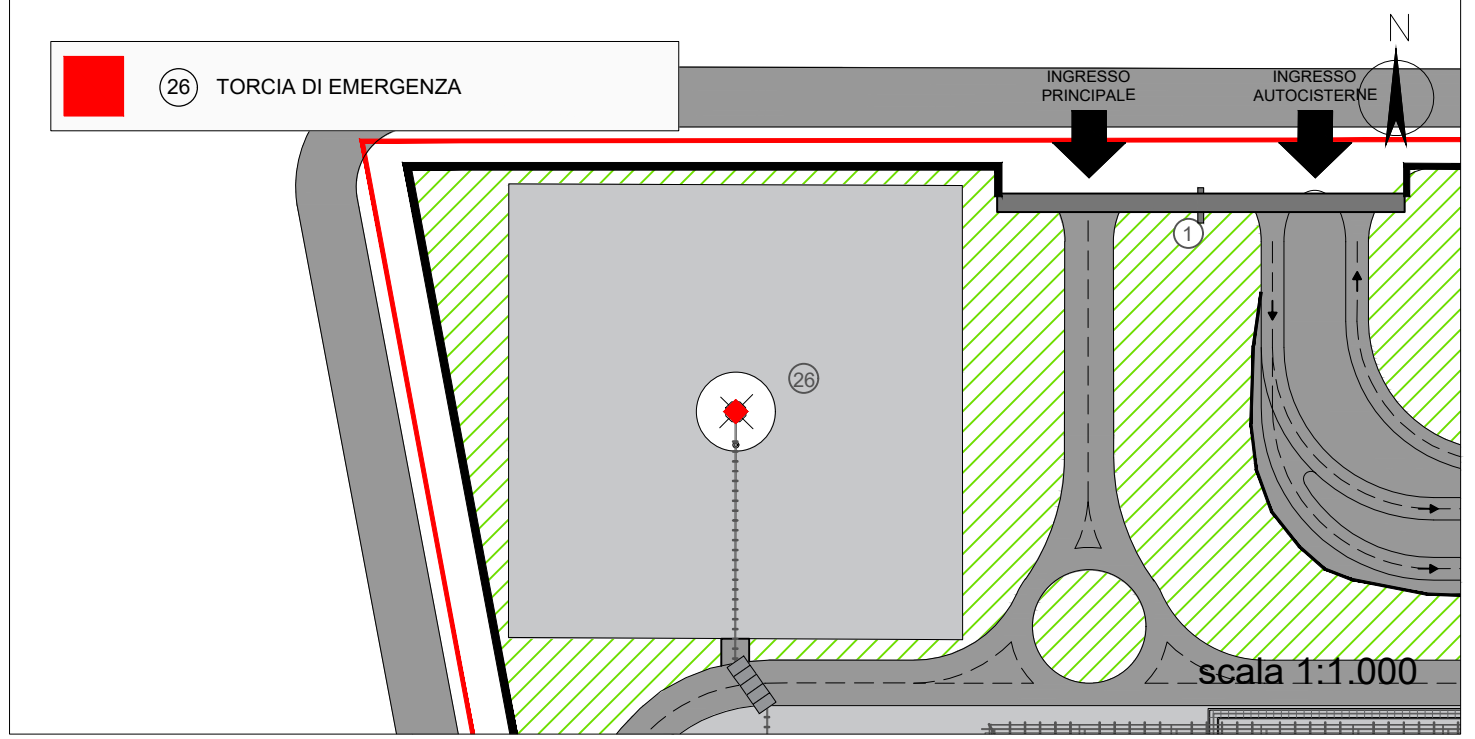 N
26 TORCIA DI EMERGENZA
INGRESSO
PRINCIPALE
INGRESSO
AUTOCISTERNE
1
26
scala 1:1.000